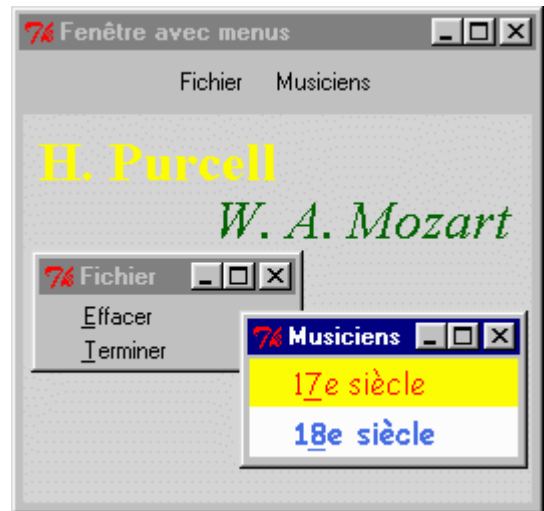 Fenêtre avec menus
Fichier Musiciens
H. Purcell
W. A. Mozart
Fichier
Effacer
Terminer
Musiciens
17e siècle
18e siècle